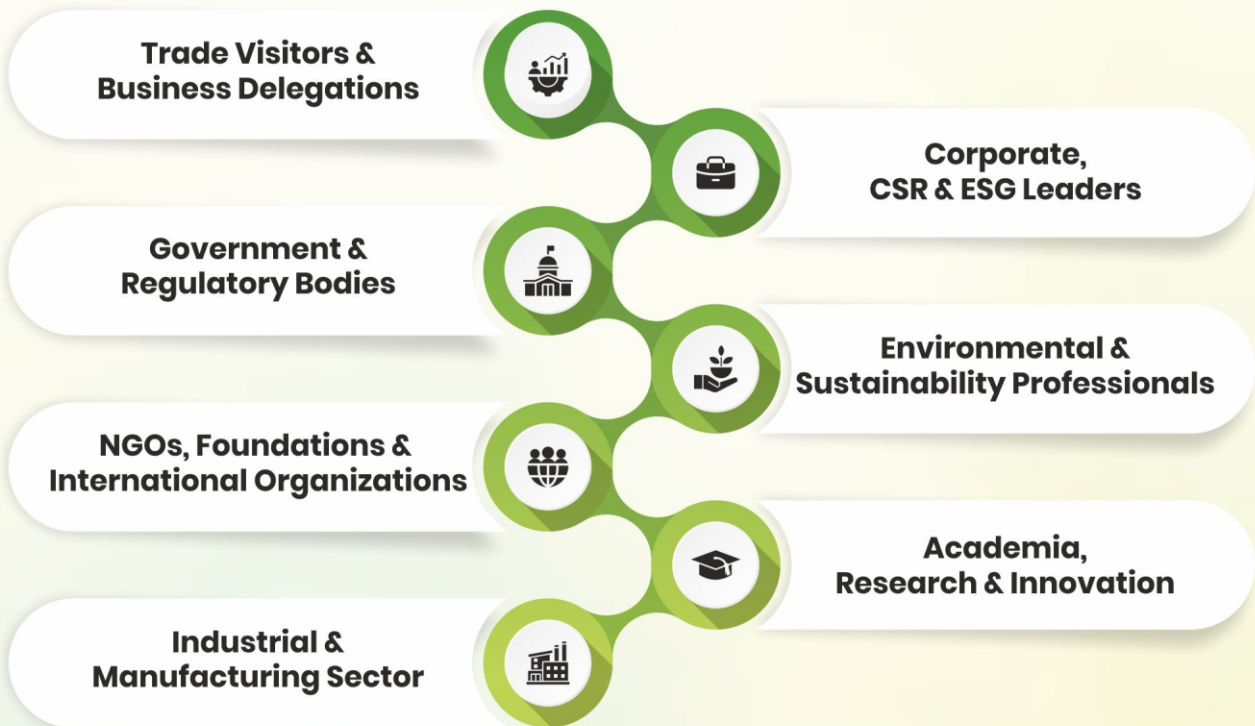 Trade Visitors &
Business Delegations
Corporate,
CSR & ESG Leaders
Government &
Regulatory Bodies
Environmental &
Sustainability Professionals
NGOs, Foundations &
International Organizations
Academia,
Research & Innovation
Industrial &
Manufacturing Sector